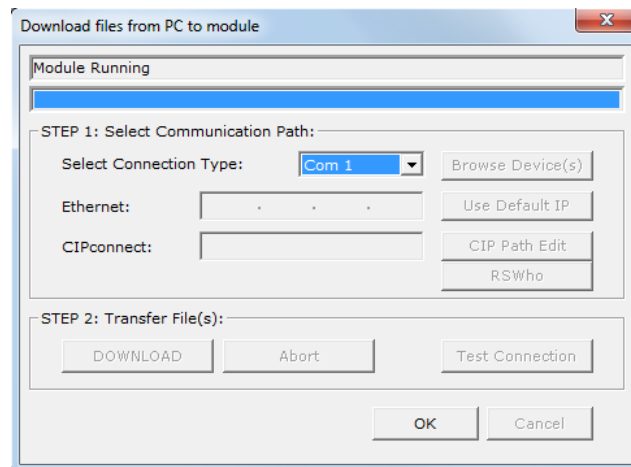 Download files from PC to module
x
Module Running
STEP 1: Select Communication Path:
Select Connection Type: Com 1 Browse Device(s)
Ethernet: . . . Use Default IP
CIPconnect: CIP Path Edit
RSWho
STEP 2: Transfer File(s):
DOWNLOAD Abort Test Connection
OK Cancel